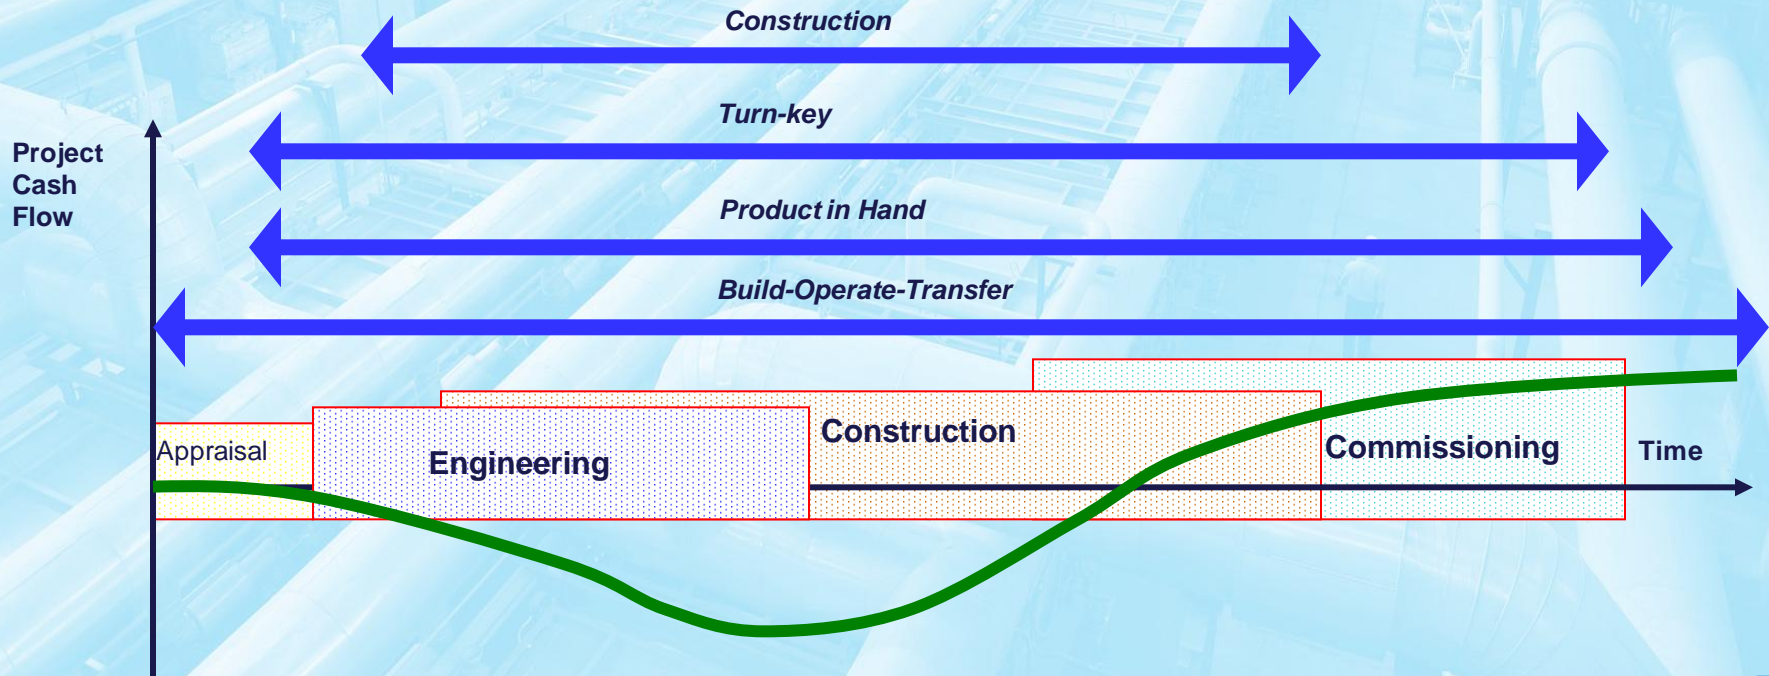 Construction
Turn-key
Project
Cash
Flow
Product in Hand
Build-Operate-Transfer
Appraisal
Engineering
Construction
Commissioning
Time